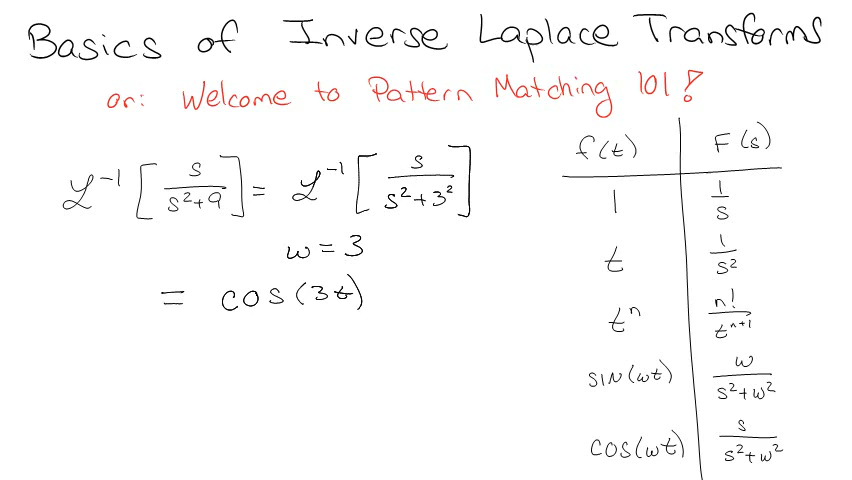 Basics of Inverse Laplace Transforms
or: Welcome to Pattern Matching 101!
ℒ⁻¹ [ s / (s²+9) ] = ℒ⁻¹ [ s / (s²+3²) ]
w = 3
= cos(3t)
f(t) F(s)
1 1/s
t 1/s²
tⁿ n!/tⁿ⁺¹
SIN(wt) w/(s²+w²)
cos(wt) s/(s²+w²)